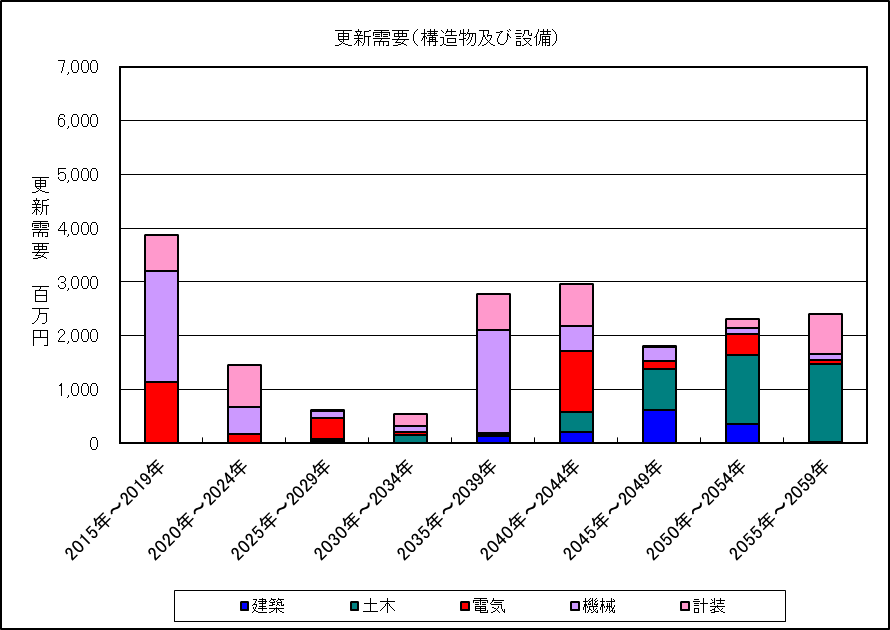 更新需要(構造物及び設備)
更新需要 百万円
7,000
6,000
5,000
4,000
3,000
2,000
1,000
0
2015年～2019年
2020年～2024年
2025年～2029年
2030年～2034年
2035年～2039年
2040年～2044年
2045年～2049年
2050年～2054年
2055年～2059年
建築 土木 電気 機械 計装